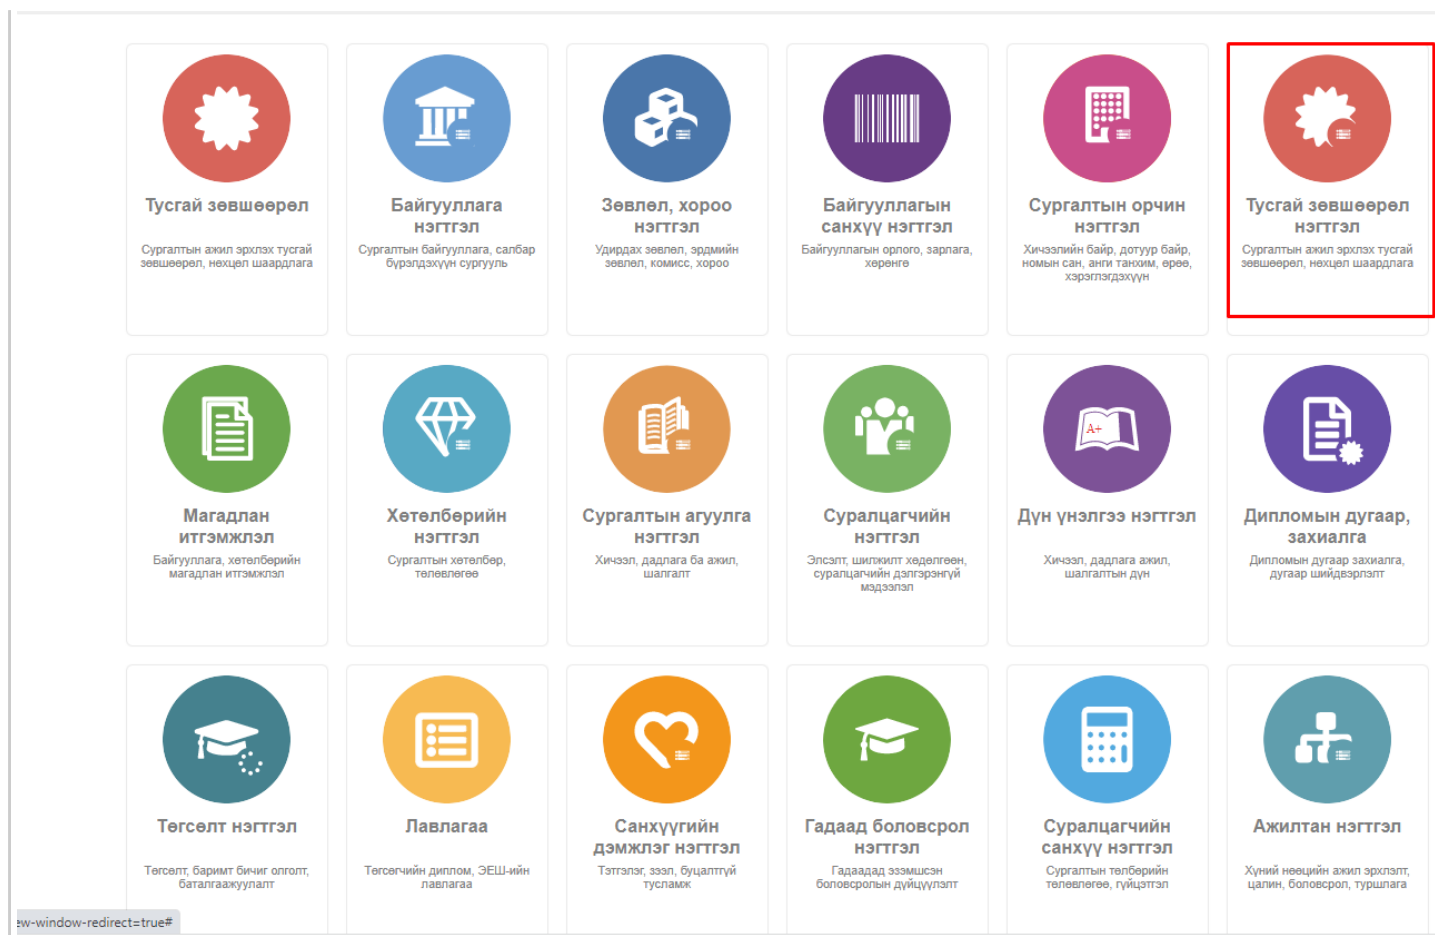 Тусгай зөвшөөрөл
Сургалтын ажил эрхлэх тусгай
зөвшөөрөл, нөхцөл шаардлага
Байгууллага
нэгтгэл
Сургалтын байгууллага, салбар
бүрэлдэхүүн сургууль
Зөвлөл, хороо
нэгтгэл
Удирдах зөвлөл, эрдмийн
зөвлөл, комисс, хороо
Байгууллагын
санхүү нэгтгэл
Байгууллагын орлого, зарлага,
хөрөнгө
Сургалтын орчин
нэгтгэл
Хичээлийн байр, дотуур байр,
номын сан, анги танхим, өрөө,
хэрэглэгдэхүүн
Тусгай зөвшөөрөл
нэгтгэл
Сургалтын ажил эрхлэх тусгай
зөвшөөрөл, нөхцөл шаардлага
Магадлан
итгэмжлэл
Байгууллага, хөтөлбөрийн
магадлан итгэмжлэл
Хөтөлбөрийн
нэгтгэл
Сургалтын хөтөлбөр,
төлөвлөгөө
Сургалтын агуулга
нэгтгэл
Хичээл, дадлага ба ажил,
шалгалт
Суралцагчийн
нэгтгэл
Элсэлт, шилжилт хөдөлгөөн,
суралцагчийн дэлгэрэнгүй
мэдээлэл
A+
Дүн үнэлгээ нэгтгэл
Хичээл, дадлага ажил,
шалгалтын дүн
Дипломын дугаар,
захиалга
Дипломын дугаар захиалга,
дугаар шийдвэрлэлт
Төгсөлт нэгтгэл
Төгсөлт, баримт бичиг олголт,
баталгаажуулалт
Лавлагаа
Төгсөгчийн диплом, ЭЕШ-ийн
лавлагаа
Санхүүгийн
дэмжлэг нэгтгэл
Тэтгэлэг, зээл, буцалтгүй
тусламж
Гадаад боловсрол
нэгтгэл
Гадаадад эзэмшсэн
боловсролын дүйцүүлэлт
Суралцагчийн
санхүү нэгтгэл
Сургалтын төлбөрийн
төлөвлөгөө, гүйцэтгэл
Ажилтан нэгтгэл
Хүний нөөцийн ажил эрхлэлт,
цалин, боловсрол, туршлага
ew-window-redirect=true#